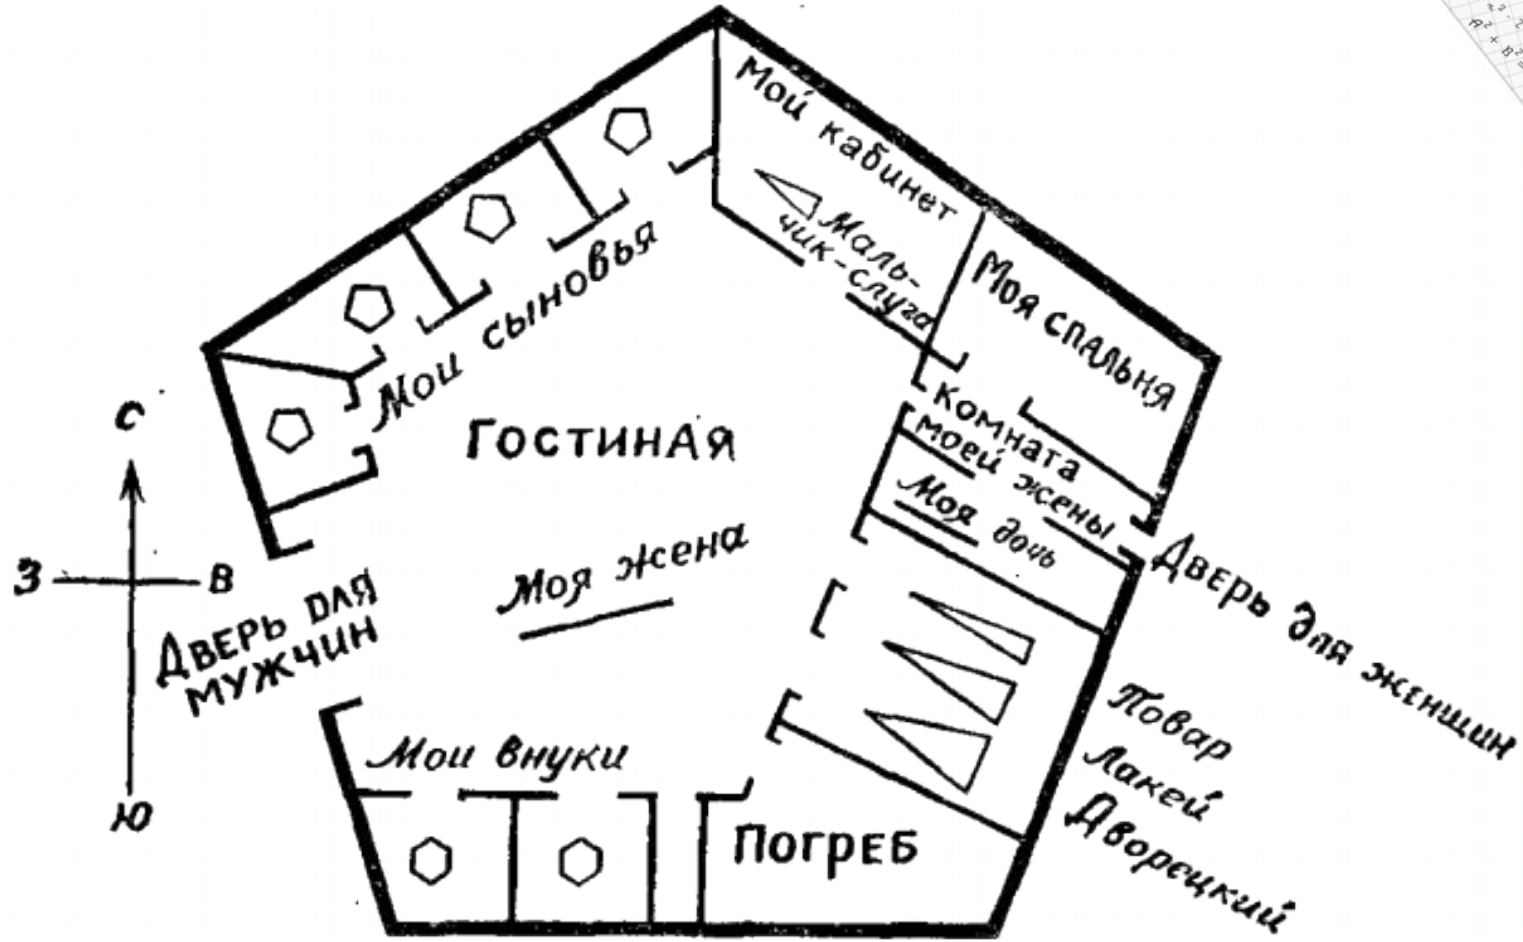 Мой кабинет
Маль-
чик-слуга
Моя спальня
Мои сыновья
Комната
моей жены
С
Гостиная
Моя дочь
З В
Моя жена
Дверь для женщин
Дверь для
мужчин
Повар
Мои внуки
Лакей
Ю
Погреб
Дворецкий